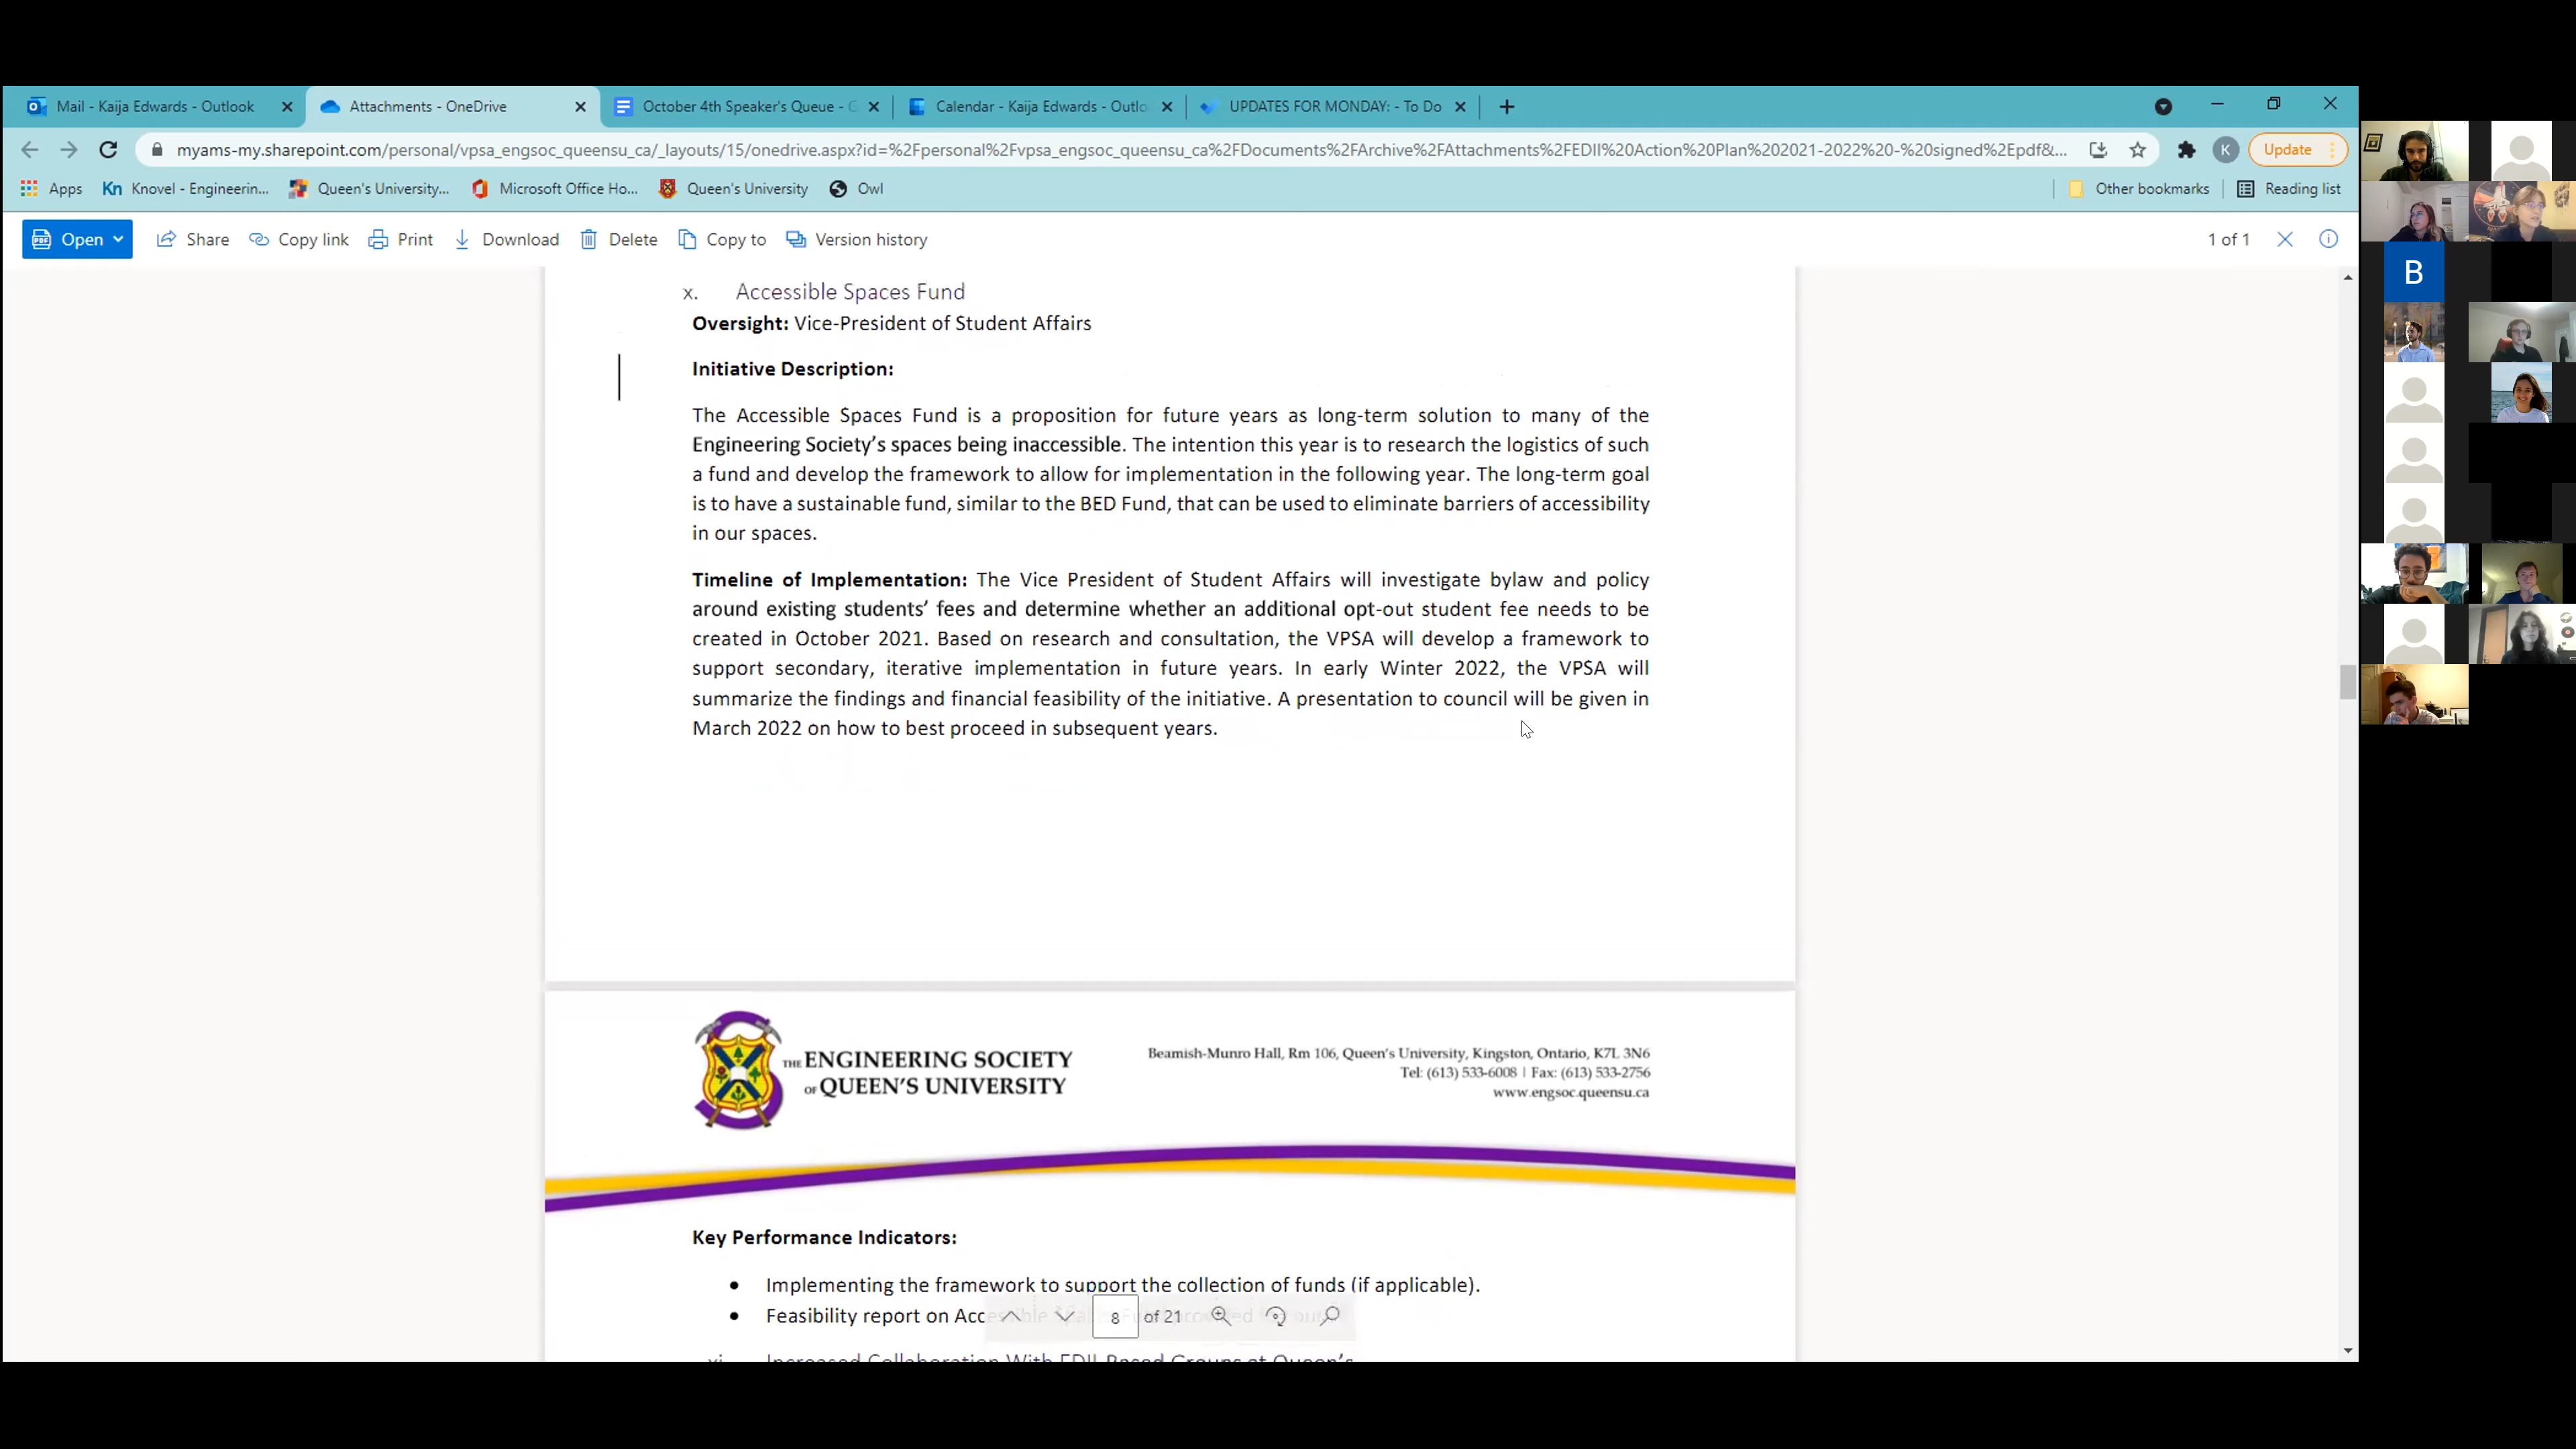 Mail - Kaija Edwards - Outlook
Attachments - OneDrive
October 4th Speaker's Queue - G
Calendar - Kaija Edwards - Outlo
UPDATES FOR MONDAY: - To Do
myams-my.sharepoint.com/personal/vpsa_engsoc_queensu_ca/_layouts/15/onedrive.aspx?id=%2Fpersonal%2Fvpsa_engsoc_queensu_ca%2FDocuments%2FArchive%2FAttachments%2FEDII%20Action%20Plan%202021-2022%20-%20signed%2Epdf&...
K
Update
Apps
Kn Knovel - Engineerin...
Queen's University...
Microsoft Office Ho...
Queen's University
Owl
Other bookmarks
Reading list
Open
Share
Copy link
Print
Download
Delete
Copy to
Version history
1 of 1
B
x. Accessible Spaces Fund
Oversight: Vice-President of Student Affairs
Initiative Description:
The Accessible Spaces Fund is a proposition for future years as long-term solution to many of the
Engineering Society's spaces being inaccessible. The intention this year is to research the logistics of such
a fund and develop the framework to allow for implementation in the following year. The long-term goal
is to have a sustainable fund, similar to the BED Fund, that can be used to eliminate barriers of accessibility
in our spaces.
Timeline of Implementation: The Vice President of Student Affairs will investigate bylaw and policy
around existing students' fees and determine whether an additional opt-out student fee needs to be
created in October 2021. Based on research and consultation, the VPSA will develop a framework to
support secondary, iterative implementation in future years. In early Winter 2022, the VPSA will
summarize the findings and financial feasibility of the initiative. A presentation to council will be given in
March 2022 on how to best proceed in subsequent years.
THE ENGINEERING SOCIETY
OF QUEEN'S UNIVERSITY
Beamish-Munro Hall, Rm 106, Queen's University, Kingston, Ontario, K7L 3N6
Tel: (613) 533-6008 | Fax: (613) 533-2756
www.engsoc.queensu.ca
Key Performance Indicators:
Implementing the framework to support the collection of funds (if applicable).
Feasibility report on
8 of 21
xi. Increased Collaboration With EDII-Based Groups at Queen's